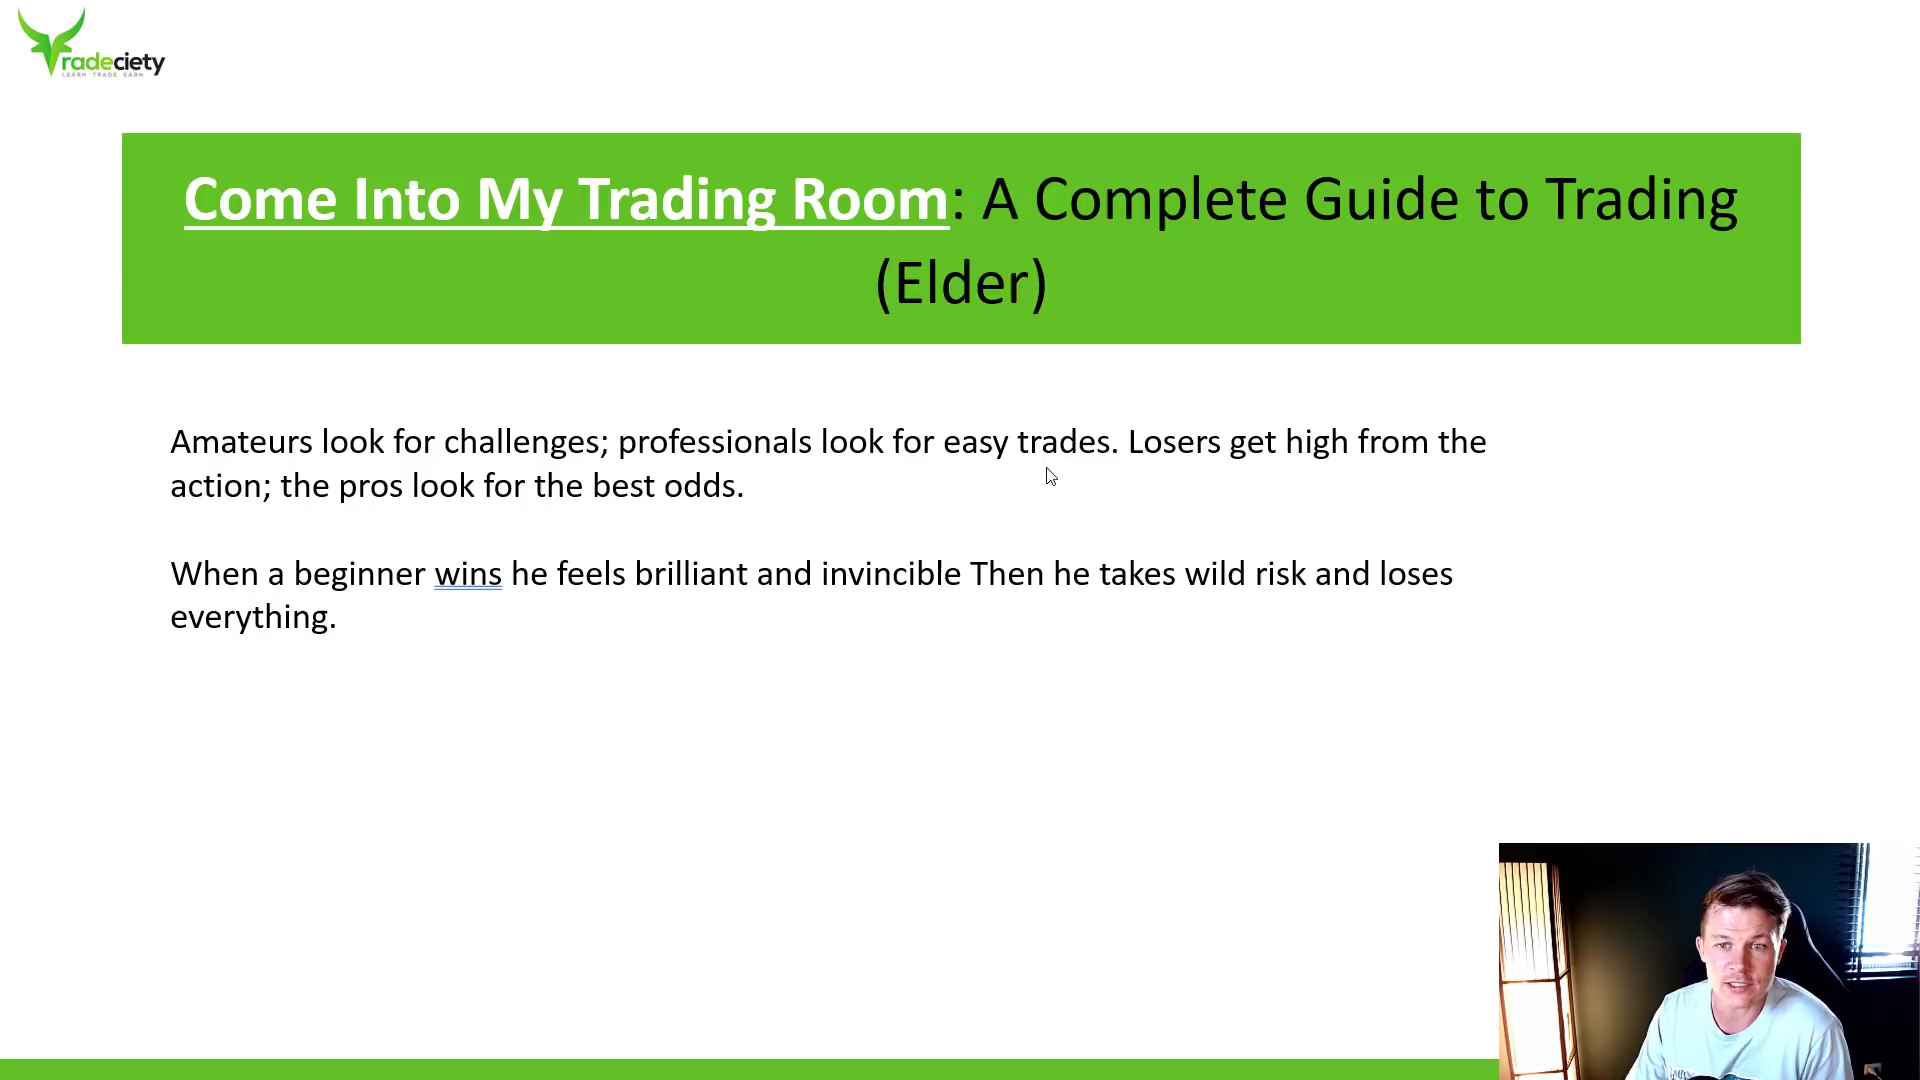 Tradeciety
LEARN TRADE EARN
Come Into My Trading Room: A Complete Guide to Trading
(Elder)
Amateurs look for challenges; professionals look for easy trades. Losers get high from the
action; the pros look for the best odds.
When a beginner wins he feels brilliant and invincible Then he takes wild risk and loses
everything.